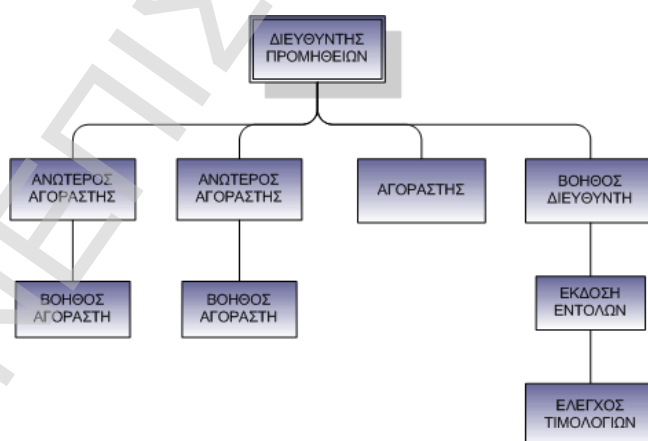 ΔΙΕΥΘΥΝΤΗΣ
ΠΡΟΜΗΘΕΙΩΝ
ΑΝΩΤΕΡΟΣ
ΑΓΟΡΑΣΤΗΣ
ΑΝΩΤΕΡΟΣ
ΑΓΟΡΑΣΤΗΣ
ΑΓΟΡΑΣΤΗΣ
ΒΟΗΘΟΣ
ΔΙΕΥΘΥΝΤΗ
ΒΟΗΘΟΣ
ΑΓΟΡΑΣΤΗ
ΒΟΗΘΟΣ
ΑΓΟΡΑΣΤΗ
ΕΚΔΟΣΗ
ΕΝΤΟΛΩΝ
ΕΛΕΓΧΟΣ
ΤΙΜΟΛΟΓΙΩΝ